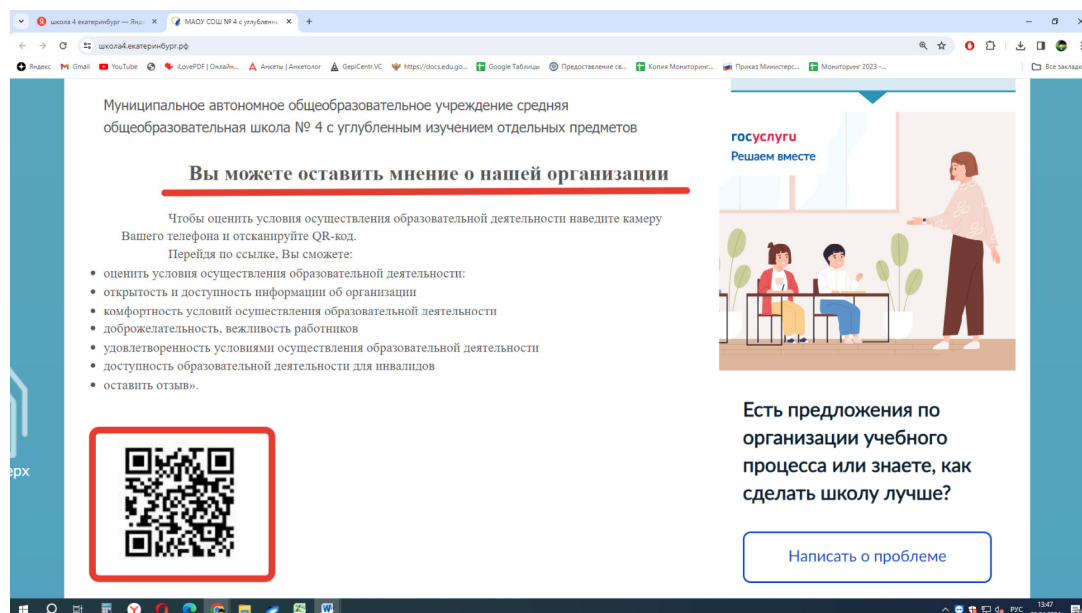 школа 4 екатеринбург — Янде
МАОУ СОШ № 4 с углубленны
школа4.екатеринбург.рф
Яндекс
Gmail
YouTube
iLovePDF | Онлайн...
Анкеты | Анкетолог
GepiCentr:VC
https://docs.edu.go...
Google Таблицы
Предоставление св...
Копия Мониторинг...
Приказ Министерс...
Мониторинг 2023 -...
Все закладк
Муниципальное автономное общеобразовательное учреждение средняя
общеобразовательная школа № 4 с углубленным изучением отдельных предметов
Вы можете оставить мнение о нашей организации
Чтобы оценить условия осуществления образовательной деятельности наведите камеру
Вашего телефона и отсканируйте QR-код.
Перейдя по ссылке, Вы сможете:
оценить условия осуществления образовательной деятельности:
открытость и доступность информации об организации
комфортность условий осуществления образовательной деятельности
доброжелательность, вежливость работников
удовлетворенность условиями осуществления образовательной деятельности
доступность образовательной деятельности для инвалидов
оставить отзыв».
ерх
госуслуги
Решаем вместе
Есть предложения по
организации учебного
процесса или знаете, как
сделать школу лучше?
Написать о проблеме
РУС
13:47